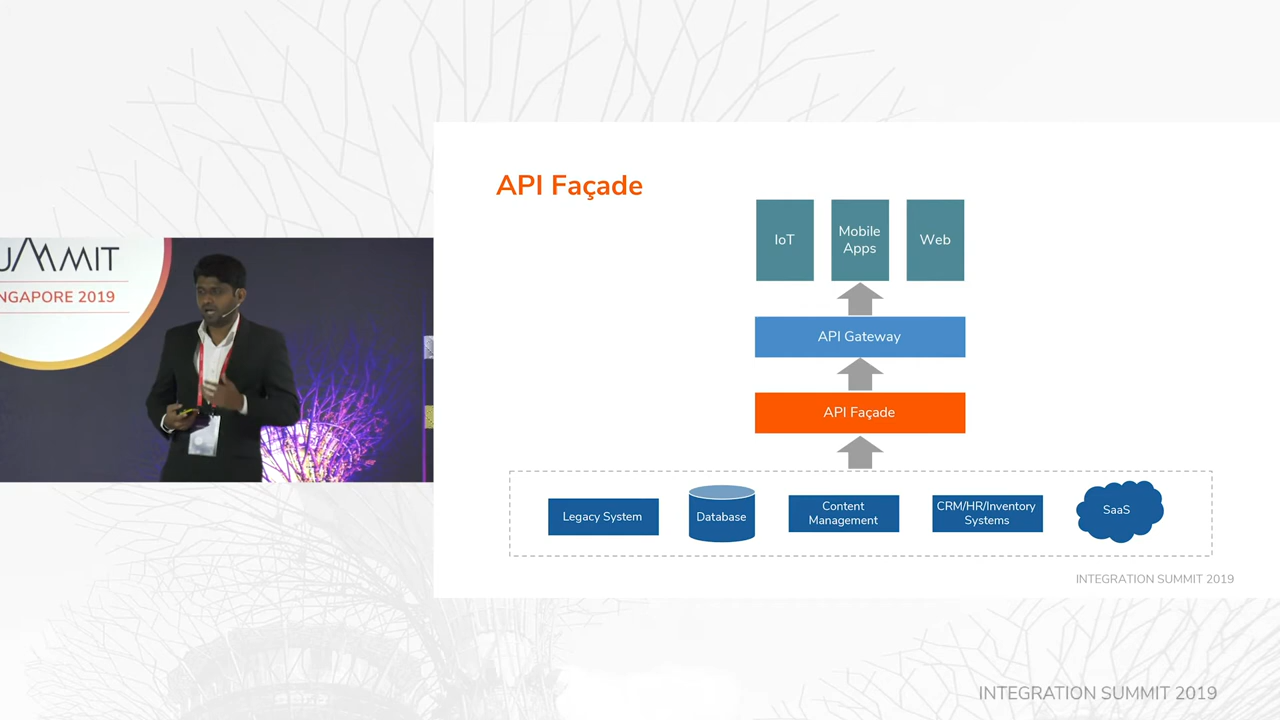 UMMIT
NGAPORE 2019
API Façade
IoT
Mobile
Apps
Web
API Gateway
API Façade
Legacy System
Database
Content
Management
CRM/HR/Inventory
Systems
SaaS
INTEGRATION SUMMIT 2019
INTEGRATION SUMMIT 2019